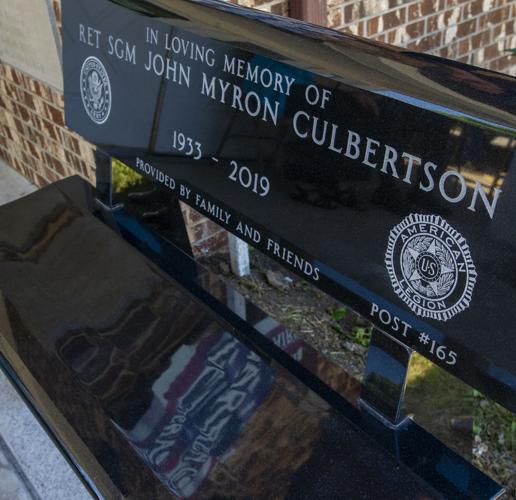 IN LOVING MEMORY OF
RET SGM JOHN MYRON CULBERTSON
1933 - 2019
PROVIDED BY FAMILY AND FRIENDS
AMERICAN
US
LEGION
POST #165